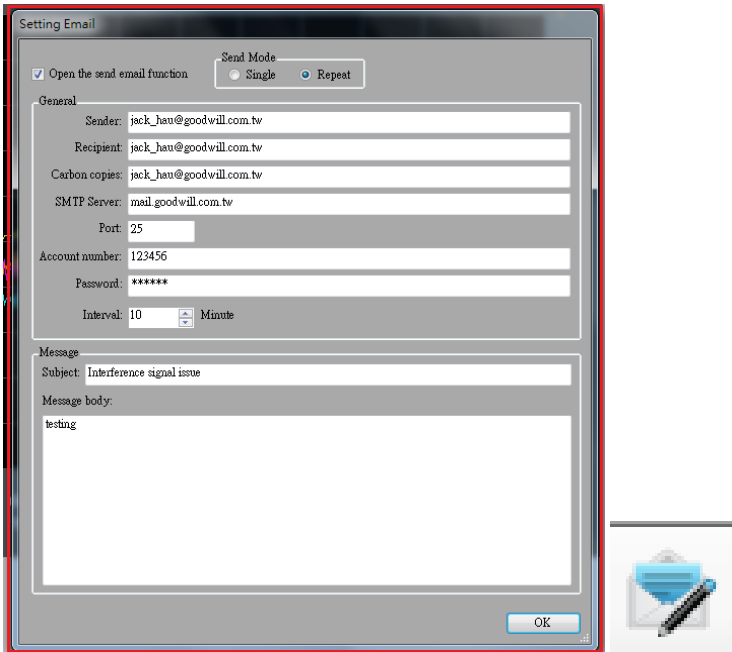 Setting Email
Open the send email function
Send Mode
Single
Repeat
General
Sender: jack_hau@goodwill.com.tw
Recipient: jack_hau@goodwill.com.tw
Carbon copies: jack_hau@goodwill.com.tw
SMTP Server: mail.goodwill.com.tw
Port: 25
Account number: 123456
Password: ******
Interval: 10 Minute
Message
Subject: Interference signal issue
Message body:
testing
OK